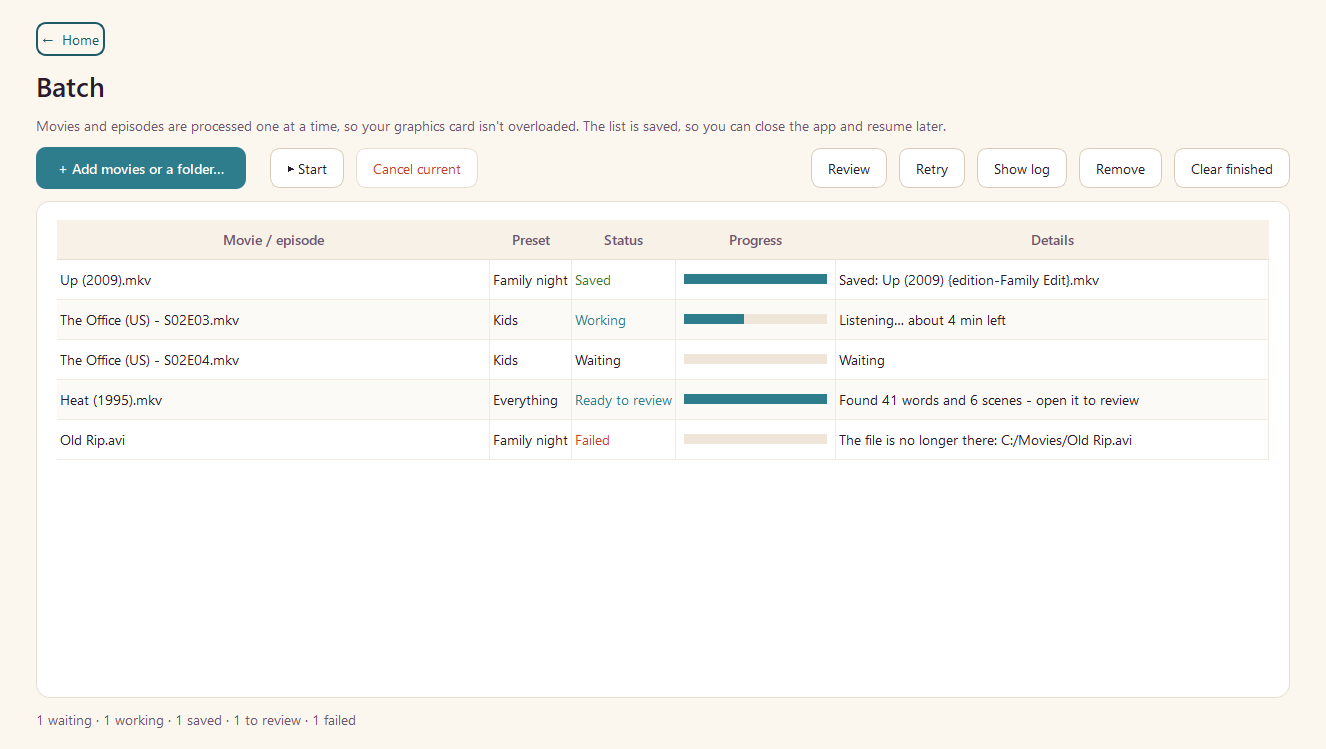 ← Home
Batch
Movies and episodes are processed one at a time, so your graphics card isn't overloaded. The list is saved, so you can close the app and resume later.
+ Add movies or a folder... ▸ Start Cancel current Review Retry Show log Remove Clear finished
Movie / episode Preset Status Progress Details
Up (2009).mkv Family night Saved Saved: Up (2009) {edition-Family Edit}.mkv
The Office (US) - S02E03.mkv Kids Working Listening... about 4 min left
The Office (US) - S02E04.mkv Kids Waiting Waiting
Heat (1995).mkv Everything Ready to review Found 41 words and 6 scenes - open it to review
Old Rip.avi Family night Failed The file is no longer there: C:/Movies/Old Rip.avi
1 waiting · 1 working · 1 saved · 1 to review · 1 failed